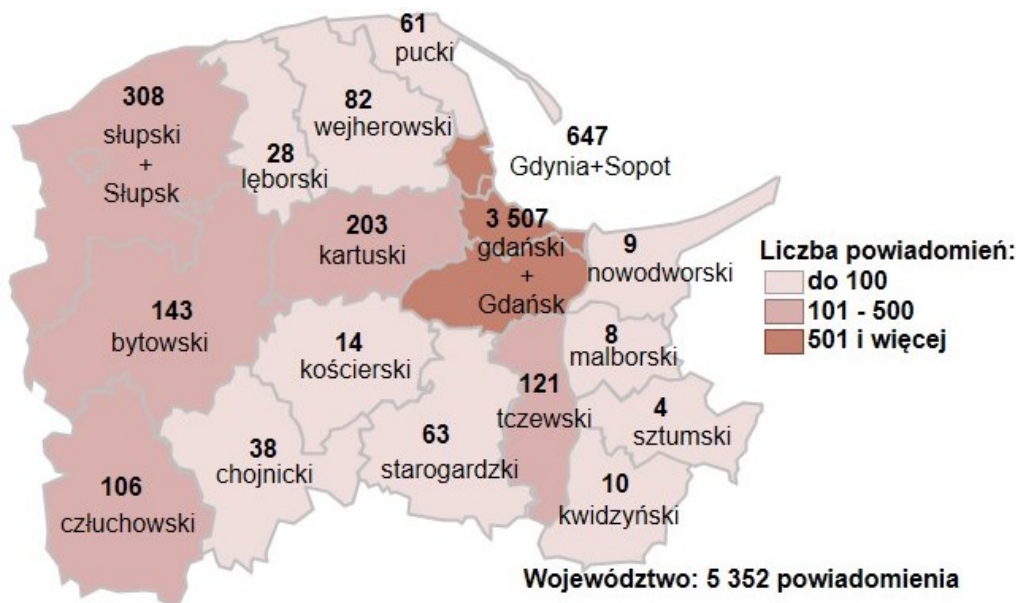 61
pucki
308
słupski
+
Słupsk
82
wejherowski
28
lęborski
647
Gdynia+Sopot
203
kartuski
3 507
gdański
+
Gdańsk
9
nowodworski
Liczba powiadomień:
do 100
101 - 500
501 i więcej
143
bytowski
14
kościerski
8
malborski
121
tczewski
4
sztumski
106
człuchowski
38
chojnicki
63
starogardzki
10
kwidzyński
Województwo: 5 352 powiadomienia